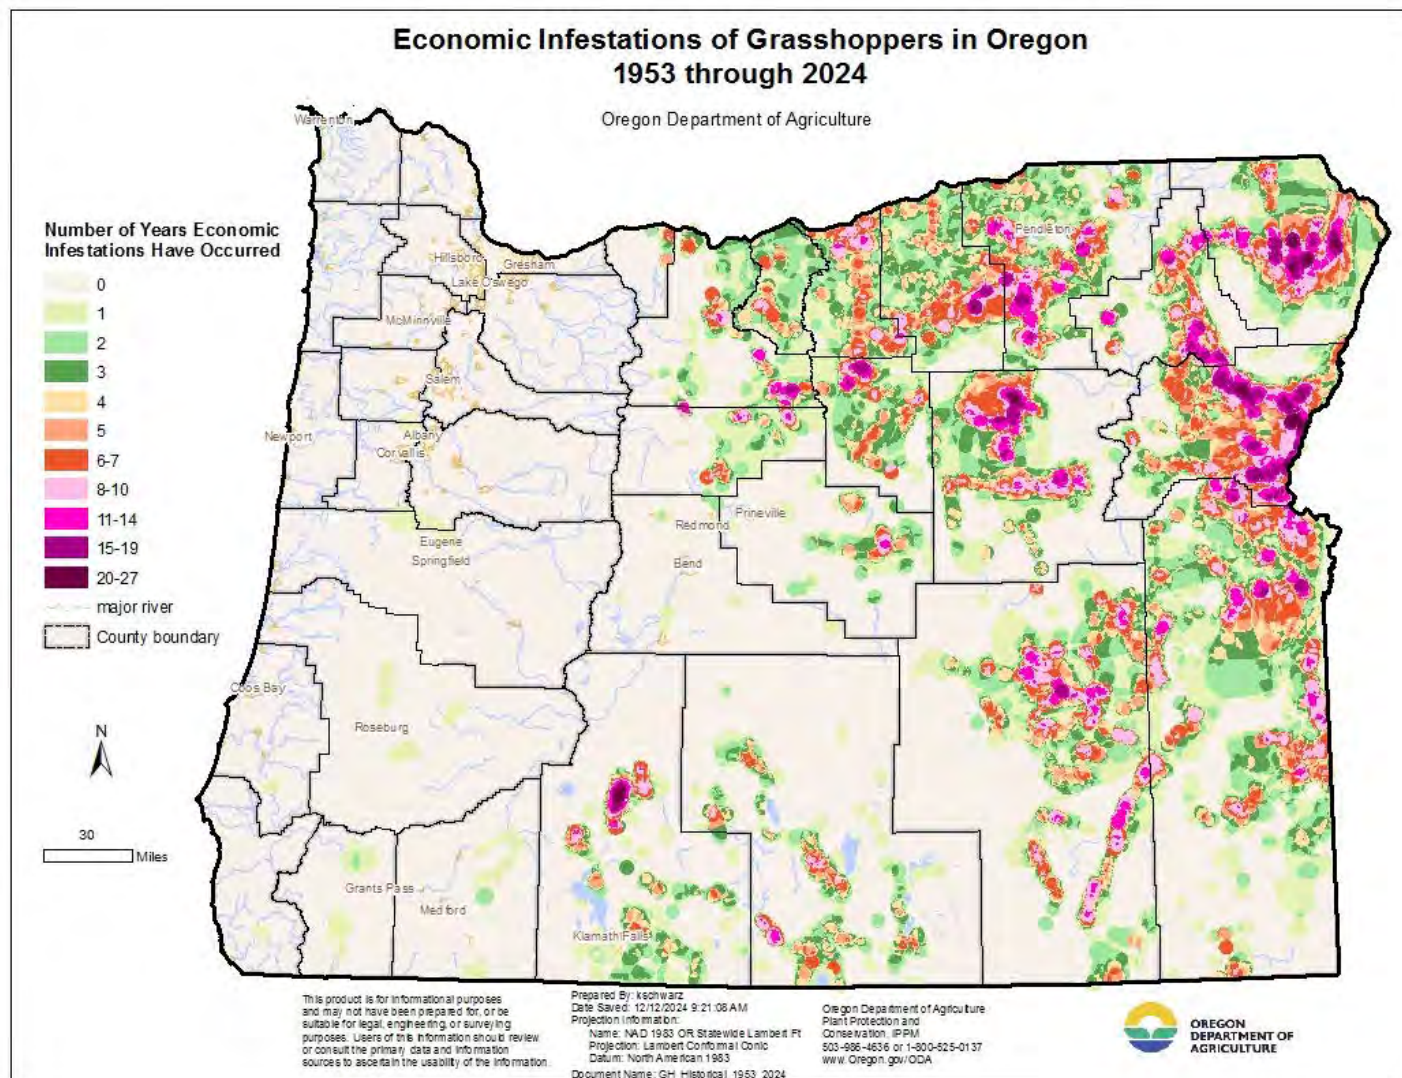 Economic Infestations of Grasshoppers in Oregon
1953 through 2024
Oregon Department of Agriculture
Warrenton
Number of Years Economic
Infestations Have Occurred
0
1
2
3
4
5
6-7
8-10
11-14
15-19
20-27
major river
County boundary
N
30
Miles
Pendleton
Hillsboro
Gresham
Lake Oswego
McMinnville
Salem
Newport
Albany
Corvallis
Redmond
Prineville
Eugene
Springfield
Bend
Coos Bay
Roseburg
Grants Pass
Medford
Klamath Falls
This product is for informational purposes
and may not have been prepared for, or be
suitable for legal, engineering, or surveying
purposes. Users of this information should review
or consult the primary data and information
sources to ascertain the usability of the information.
Prepared By: kschwarz
Date Saved: 12/12/2024 9:21:08 AM
Projection Information:
Name: NAD 1983 OR Statewide Lambert Ft
Projection: Lambert Conformal Conic
Datum: North American 1983
Document Name: GH_Historical_1953_2024
Oregon Department of Agriculture
Plant Protection and
Conservation, IPPM
503-986-4636 or 1-800-525-0137
www.Oregon.gov/ODA
OREGON
DEPARTMENT OF
AGRICULTURE